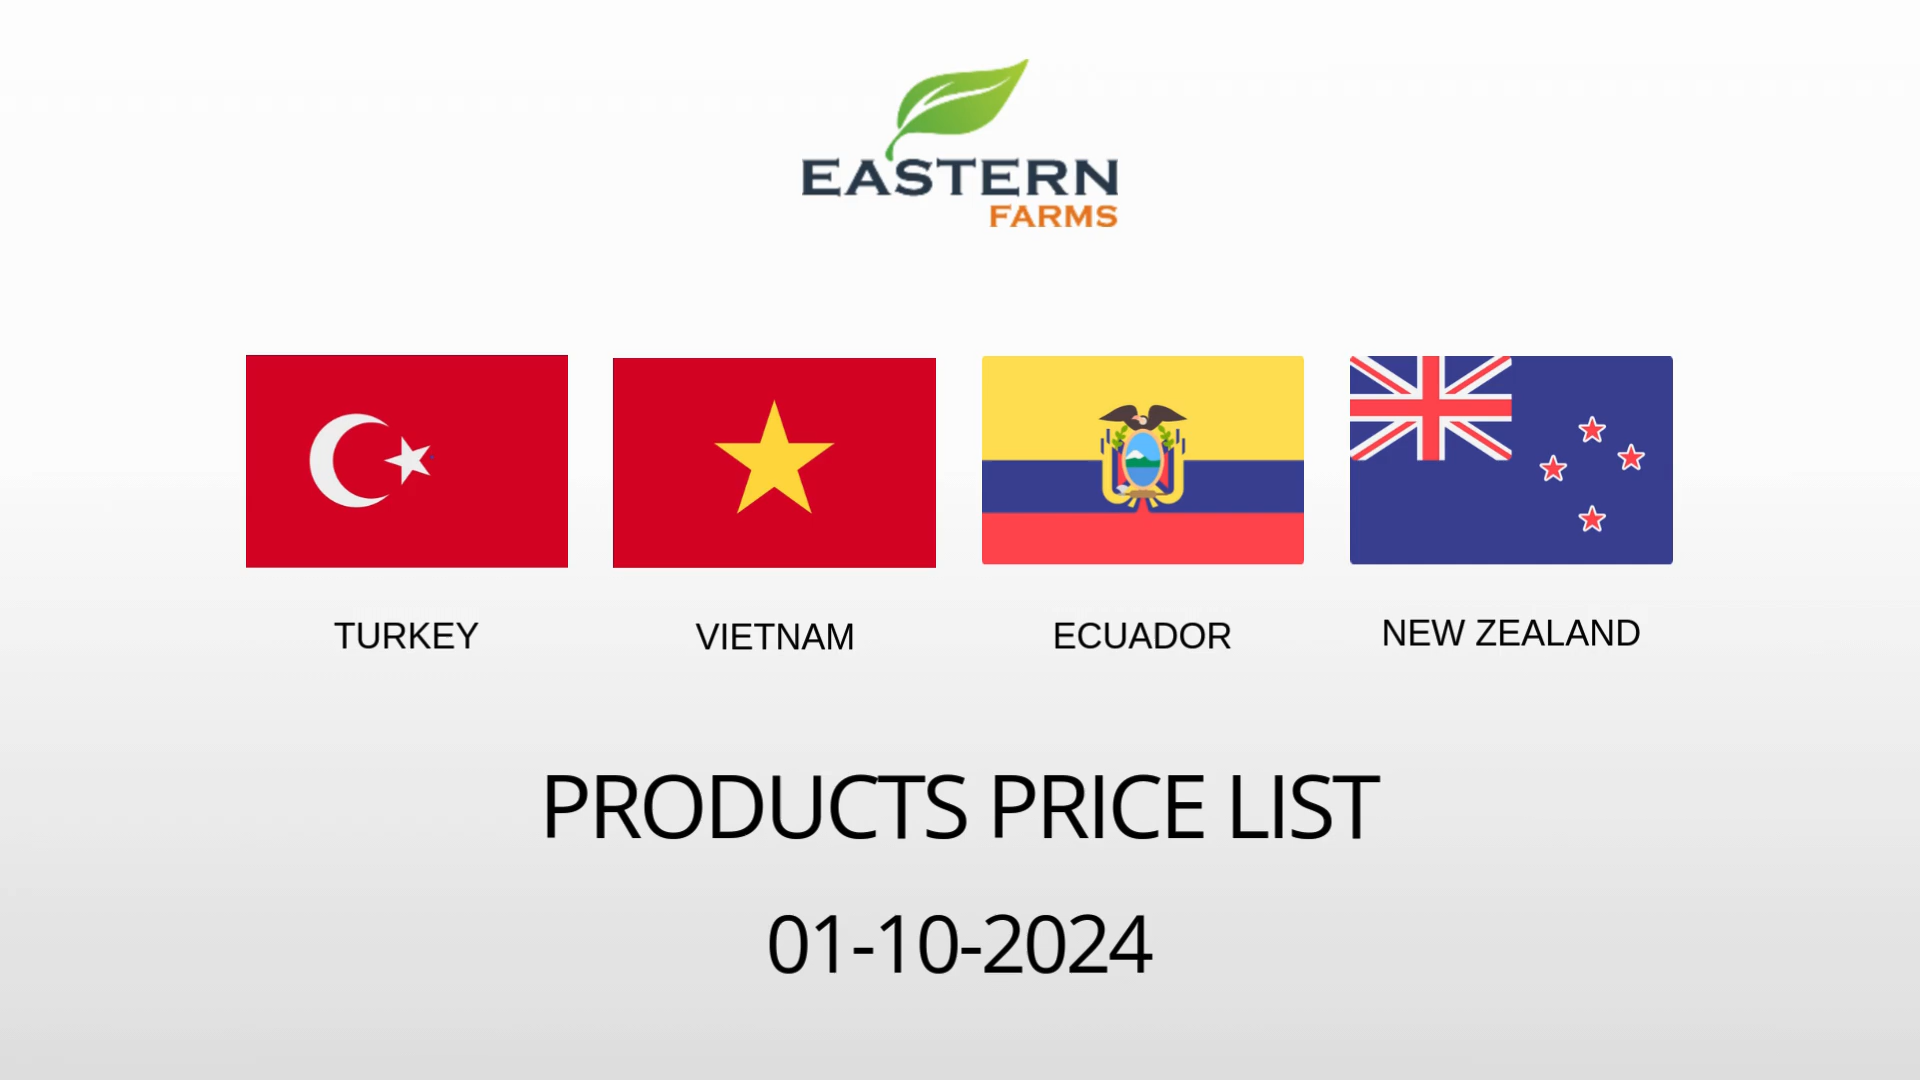 EASTERN
FARMS
TURKEY
VIETNAM
ECUADOR
NEW ZEALAND
PRODUCTS PRICE LIST
01-10-2024